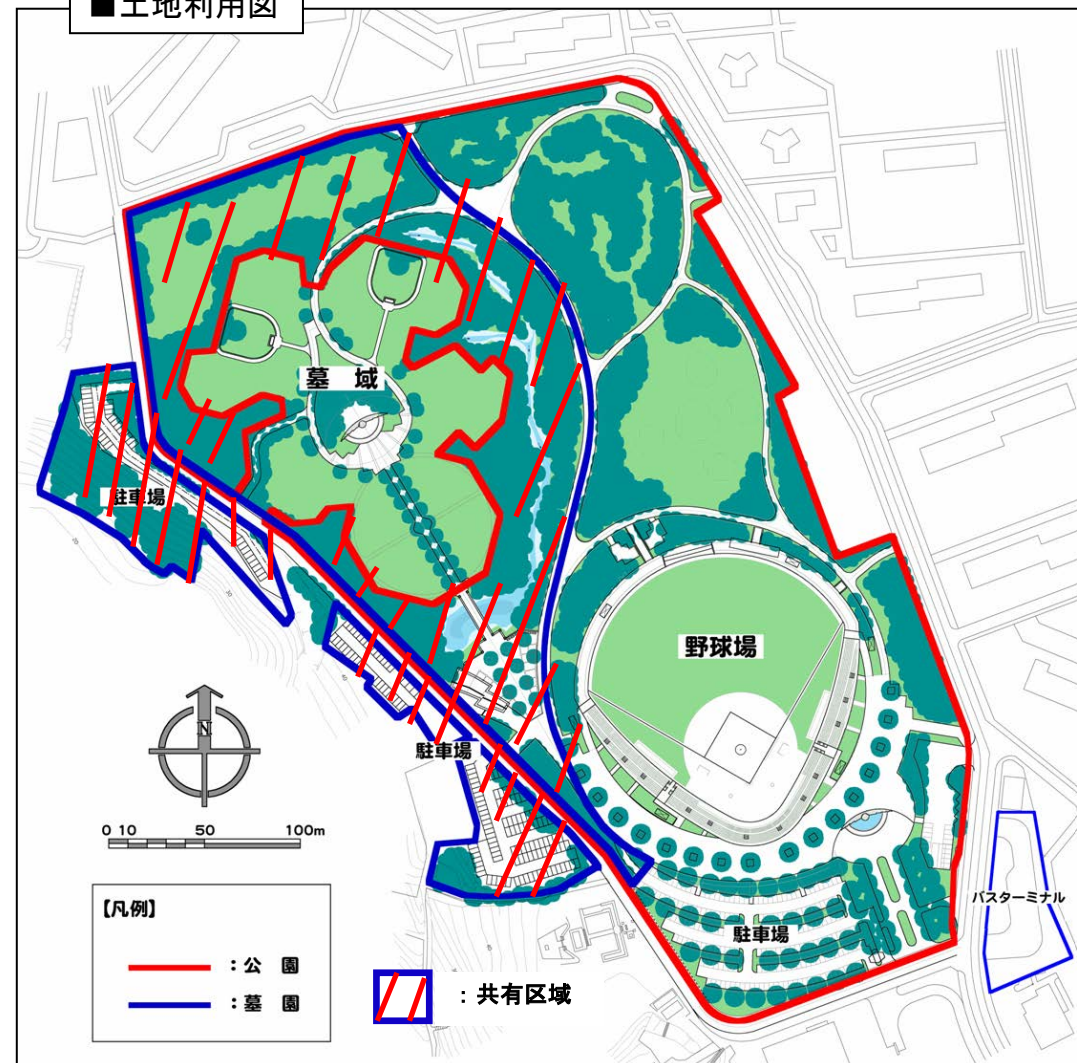 ■土地利用図
墓 域
駐車場
野球場
駐車場
N
0 10 50 100m
バスターミナル
駐車場
【凡例】
：公 園
：墓 園
：共有区域